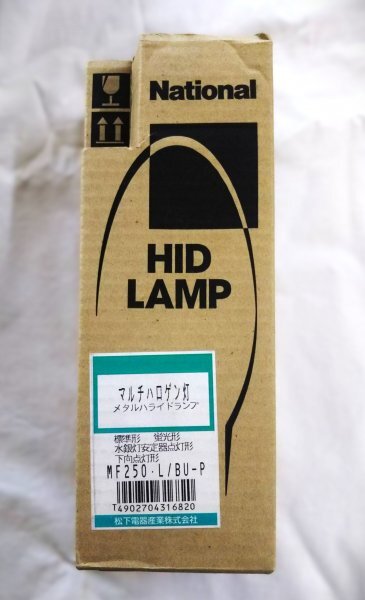 National
HID
LAMP
マルチハロゲン灯
メタルハライドランプ
標準形　蛍光形
水銀灯安定器点灯形
下向点灯形
MF250・L/BU-P
T4902704316820
松下電器産業株式会社